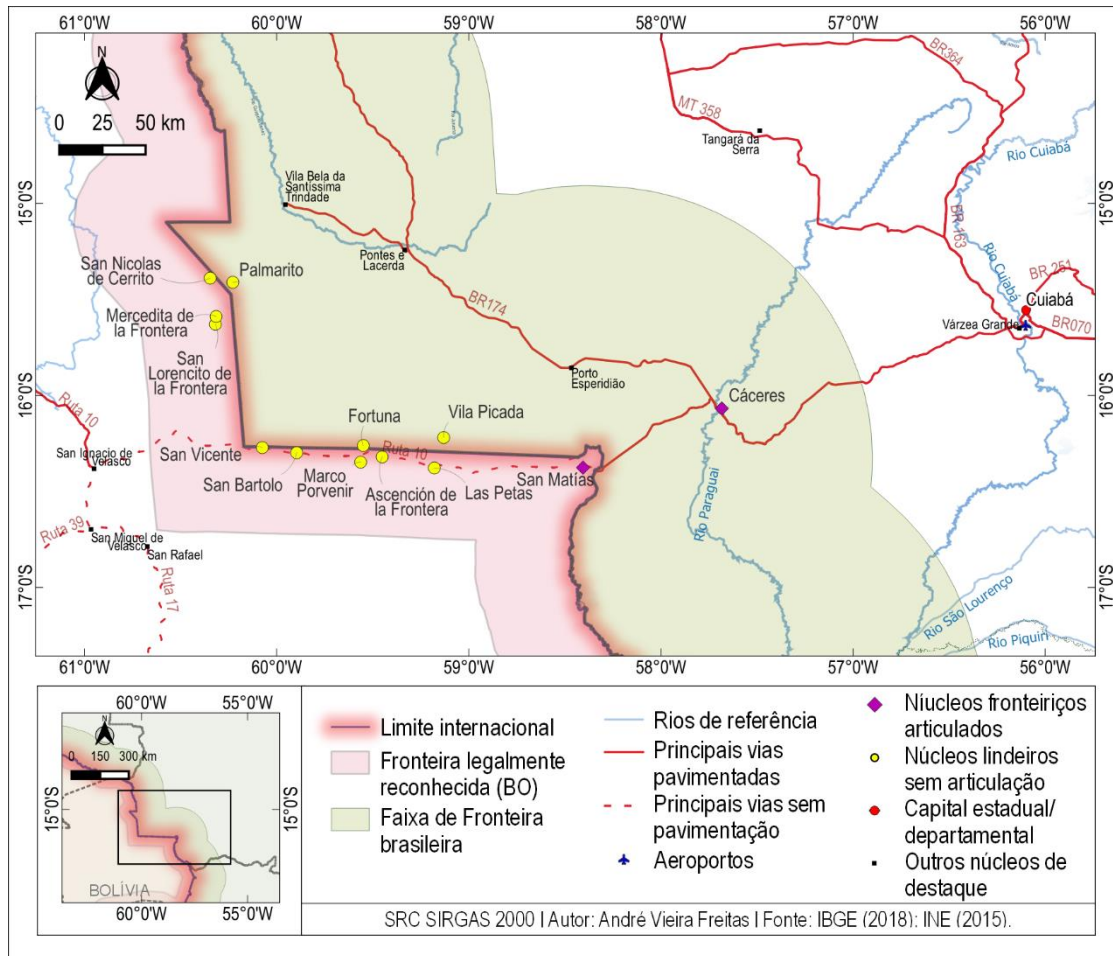 61°0'W
60°0'W
59°0'W
58°0'W
57°0'W
56°0'W
N
0 25 50 km
BR364
MT 358
Tangará da
Serra
Rio Cuiabá
Vila Bela da
Santíssima
Trindade
15°0'S
15°0'S
Pontes e
Lacerda
BR 163
Rio Cuiabá
BR 251
San Nicolas
de Cerrito
Palmarito
Cuiabá
Mercedita de
la Frontera
BR174
Várzea Grande
BR070
San
Lorencito de
la Frontera
Porto
Esperidião
16°0'S
16°0'S
Cáceres
Ruta 10
Fortuna
Vila Picada
San Ignacio de
Velasco
San Vicente
Ruta 10
San Bartolo
Marco
Porvenir
Ascención de
la Frontera
Las Petas
San Matías
Rio Paraguai
Ruta 39
San Miguel de
Velasco
San Rafael
Ruta 17
17°0'S
17°0'S
Rio São Lourenço
Rio Piquiri
61°0'W
60°0'W
59°0'W
58°0'W
57°0'W
56°0'W
60°0'W
55°0'W
N
0 150 300 km
15°0'S
15°0'S
BOLÍVIA
60°0'W
55°0'W
Limite internacional
Fronteira legalmente
reconhecida (BO)
Faixa de Fronteira
brasileira
Rios de referência
Principais vias
pavimentadas
Principais vias sem
pavimentação
Aeroportos
Níucleos fronteiriços
articulados
Núcleos lindeiros
sem articulação
Capital estadual/
departamental
Outros núcleos de
destaque
SRC SIRGAS 2000 | Autor: André Vieira Freitas | Fonte: IBGE (2018): INE (2015).